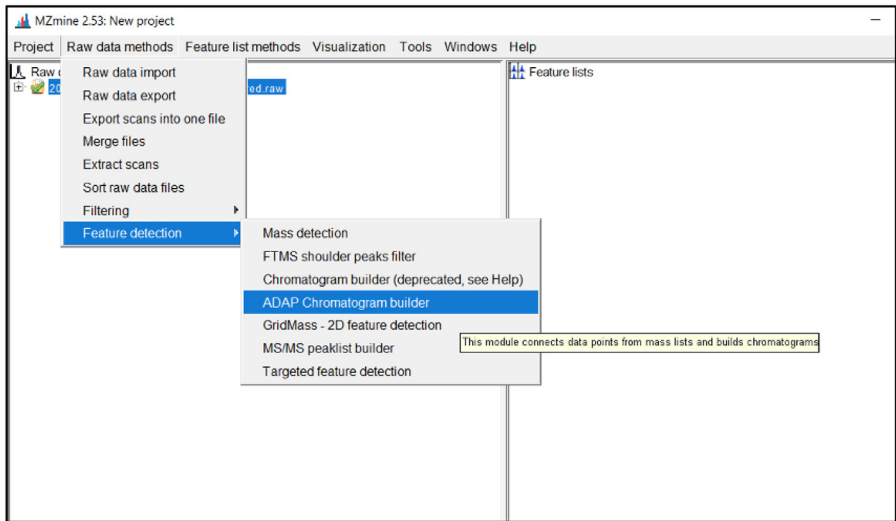 MZmine 2.53: New project
Project Raw data methods Feature list methods Visualization Tools Windows Help
Raw Feature lists
20 ed.raw
Raw data import
Raw data export
Export scans into one file
Merge files
Extract scans
Sort raw data files
Filtering
Feature detection
Mass detection
FTMS shoulder peaks filter
Chromatogram builder (deprecated, see Help)
ADAP Chromatogram builder
GridMass - 2D feature detection
MS/MS peaklist builder
Targeted feature detection
This module connects data points from mass lists and builds chromatograms